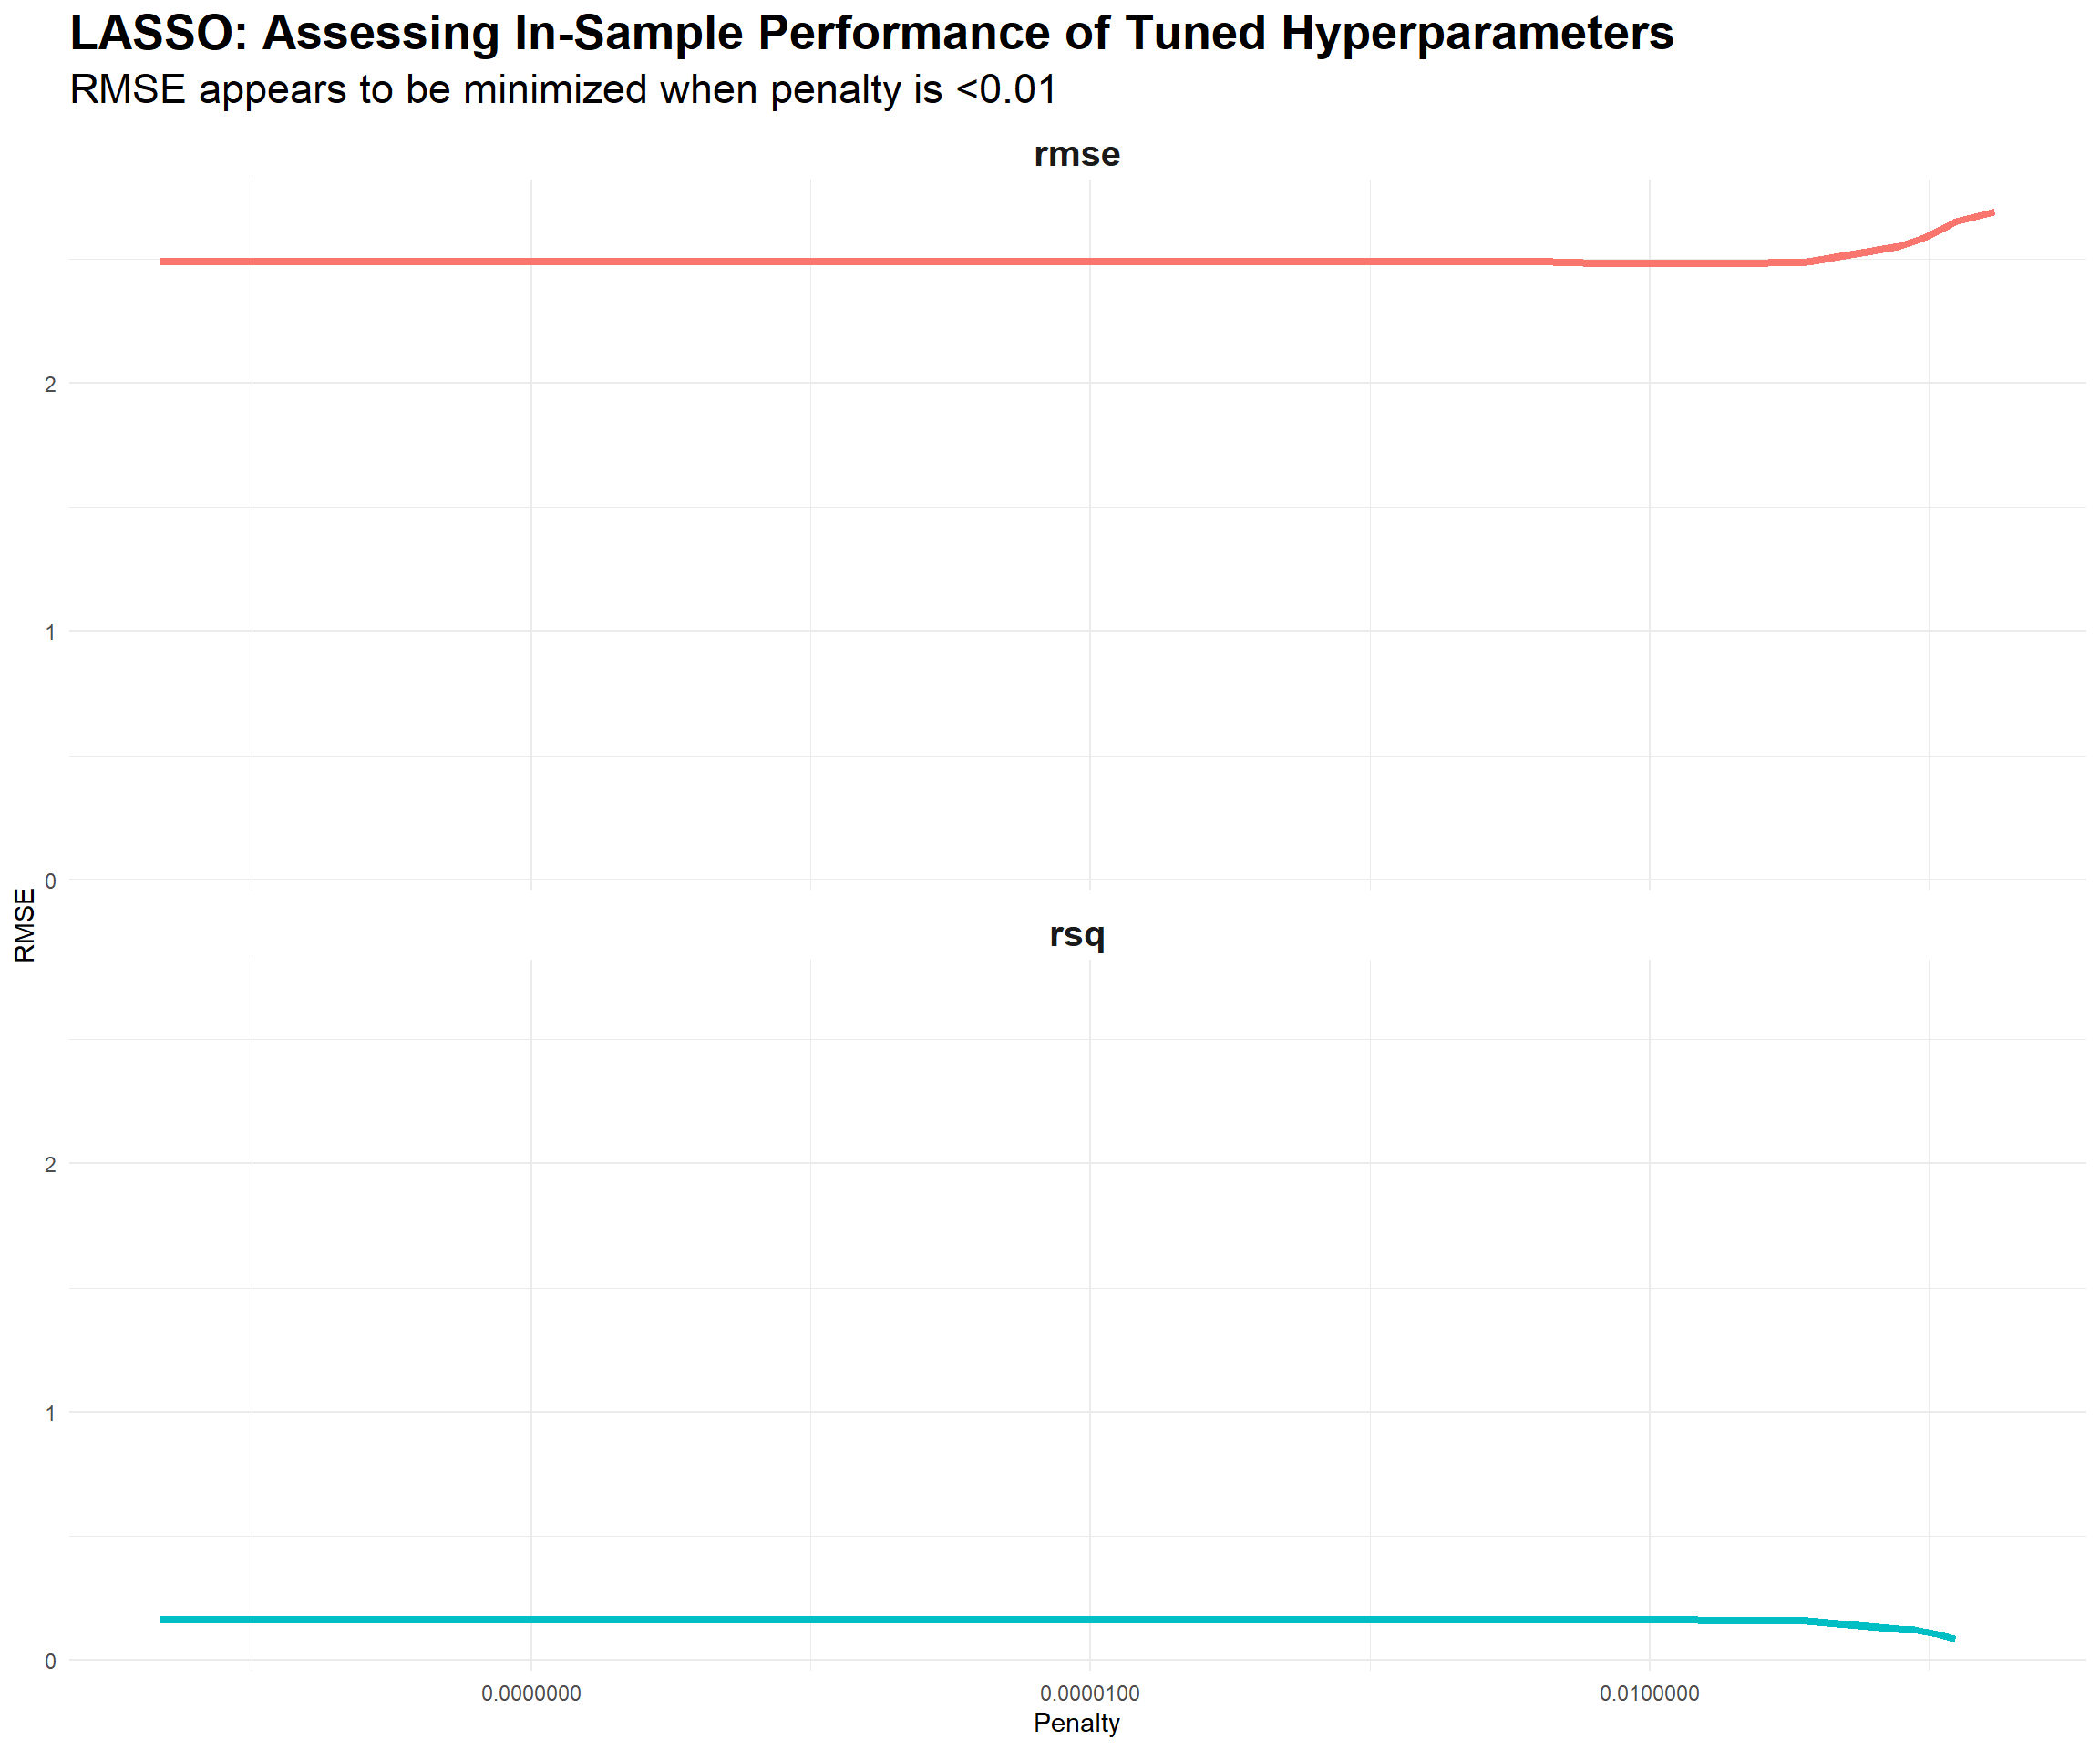 LASSO: Assessing In-Sample Performance of Tuned Hyperparameters
RMSE appears to be minimized when penalty is <0.01
rmse
2
1
0
RMSE
rsq
2
1
0
0.0000000 0.0000100 0.0100000
Penalty